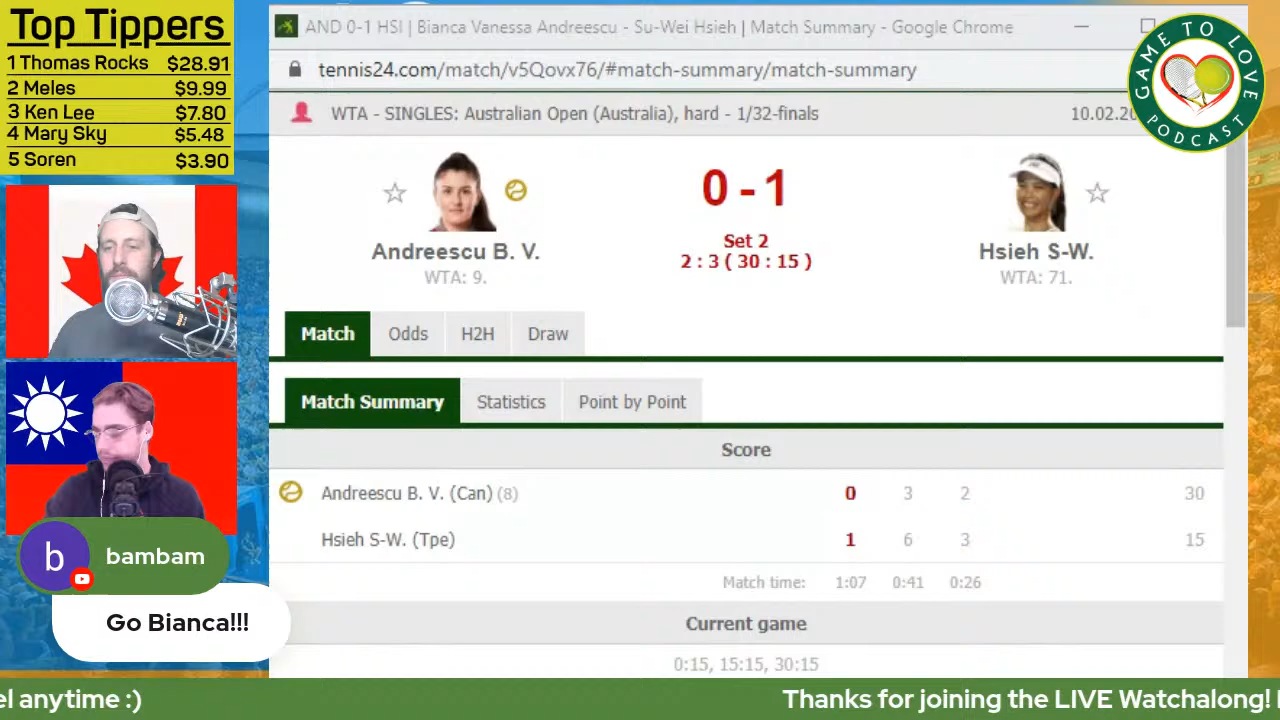 Top Tippers
1 Thomas Rocks $28.91
2 Meles $9.99
3 Ken Lee $7.80
4 Mary Sky $5.48
5 Soren $3.90
AND 0-1 HSI | Bianca Vanessa Andreescu - Su-Wei Hsieh | Match Summary - Google Chrome
tennis24.com/match/v5Qovx76/#match-summary/match-summary
GAME TO LOVE
PODCAST
WTA - SINGLES: Australian Open (Australia), hard - 1/32-finals
10.02.20
0 - 1
Set 2
2 : 3 ( 30 : 15 )
Andreescu B. V.
WTA: 9.
Hsieh S-W.
WTA: 71.
Match Odds H2H Draw
Match Summary Statistics Point by Point
Score
Andreescu B. V. (Can) (8) 0 3 2 30
Hsieh S-W. (Tpe) 1 6 3 15
Match time: 1:07 0:41 0:26
Current game
0:15, 15:15, 30:15
b bambam
Go Bianca!!!
el anytime :)
Thanks for joining the LIVE Watchalong!